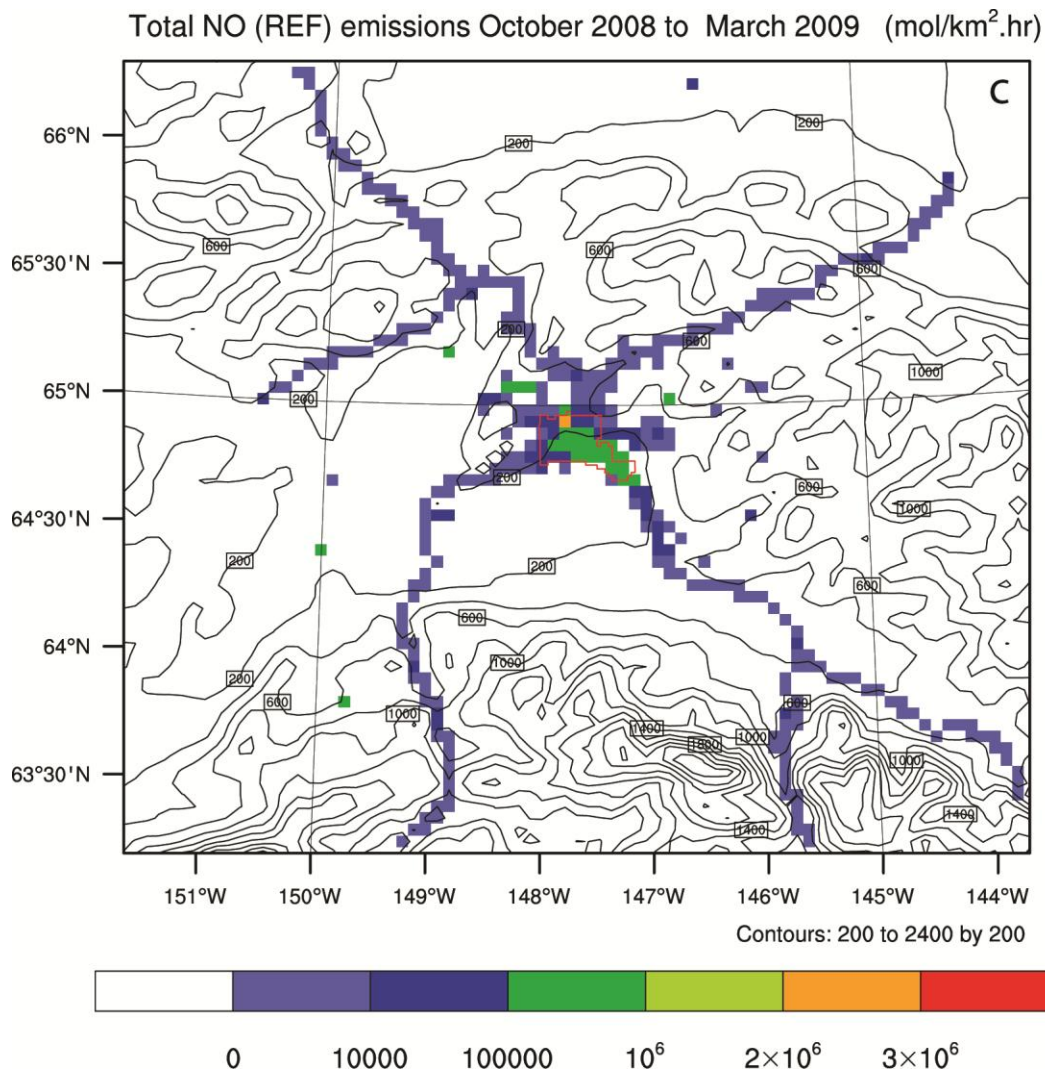 Total NO (REF) emissions October 2008 to March 2009 (mol/km².hr)
C
66°N
200
200
600
600
65°30'N
600
200
600
1000
65°N
200
200
600
1000
64°30'N
200
200
600
600
64°N
1000
200
600
600
1000
1400
1000
1800
1000
63°30'N
1400
1400
151°W 150°W 149°W 148°W 147°W 146°W 145°W 144°W
Contours: 200 to 2400 by 200
0 10000 100000 10⁶ 2×10⁶ 3×10⁶